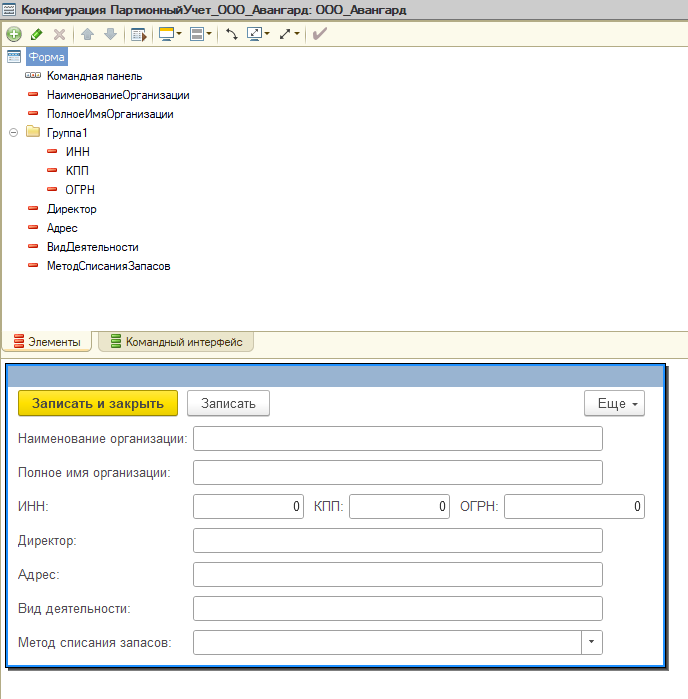 Конфигурация ПартионныйУчет_ООО_Авангард: ООО_Авангард
Форма
Командная панель
НаименованиеОрганизации
ПолноеИмяОрганизации
Группа1
ИНН
КПП
ОГРН
Директор
Адрес
ВидДеятельности
МетодСписанияЗапасов
Элементы Командный интерфейс
Записать и закрыть Записать Еще
Наименование организации:
Полное имя организации:
ИНН: 0 КПП: 0 ОГРН: 0
Директор:
Адрес:
Вид деятельности:
Метод списания запасов: